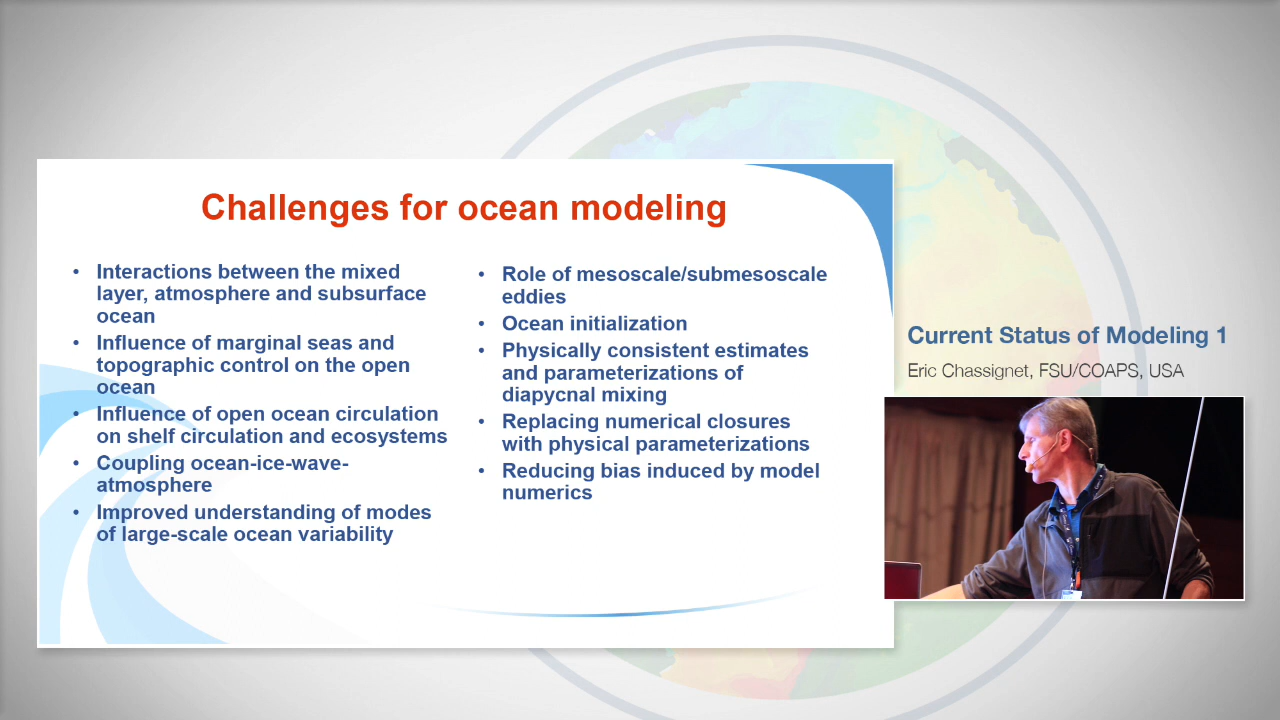 Challenges for ocean modeling
• Interactions between the mixed
layer, atmosphere and subsurface
ocean
• Influence of marginal seas and
topographic control on the open
ocean
• Influence of open ocean circulation
on shelf circulation and ecosystems
• Coupling ocean-ice-wave-
atmosphere
• Improved understanding of modes
of large-scale ocean variability
• Role of mesoscale/submesoscale
eddies
• Ocean initialization
• Physically consistent estimates
and parameterizations of
diapycnal mixing
• Replacing numerical closures
with physical parameterizations
• Reducing bias induced by model
numerics
Current Status of Modeling 1
Eric Chassignet, FSU/COAPS, USA